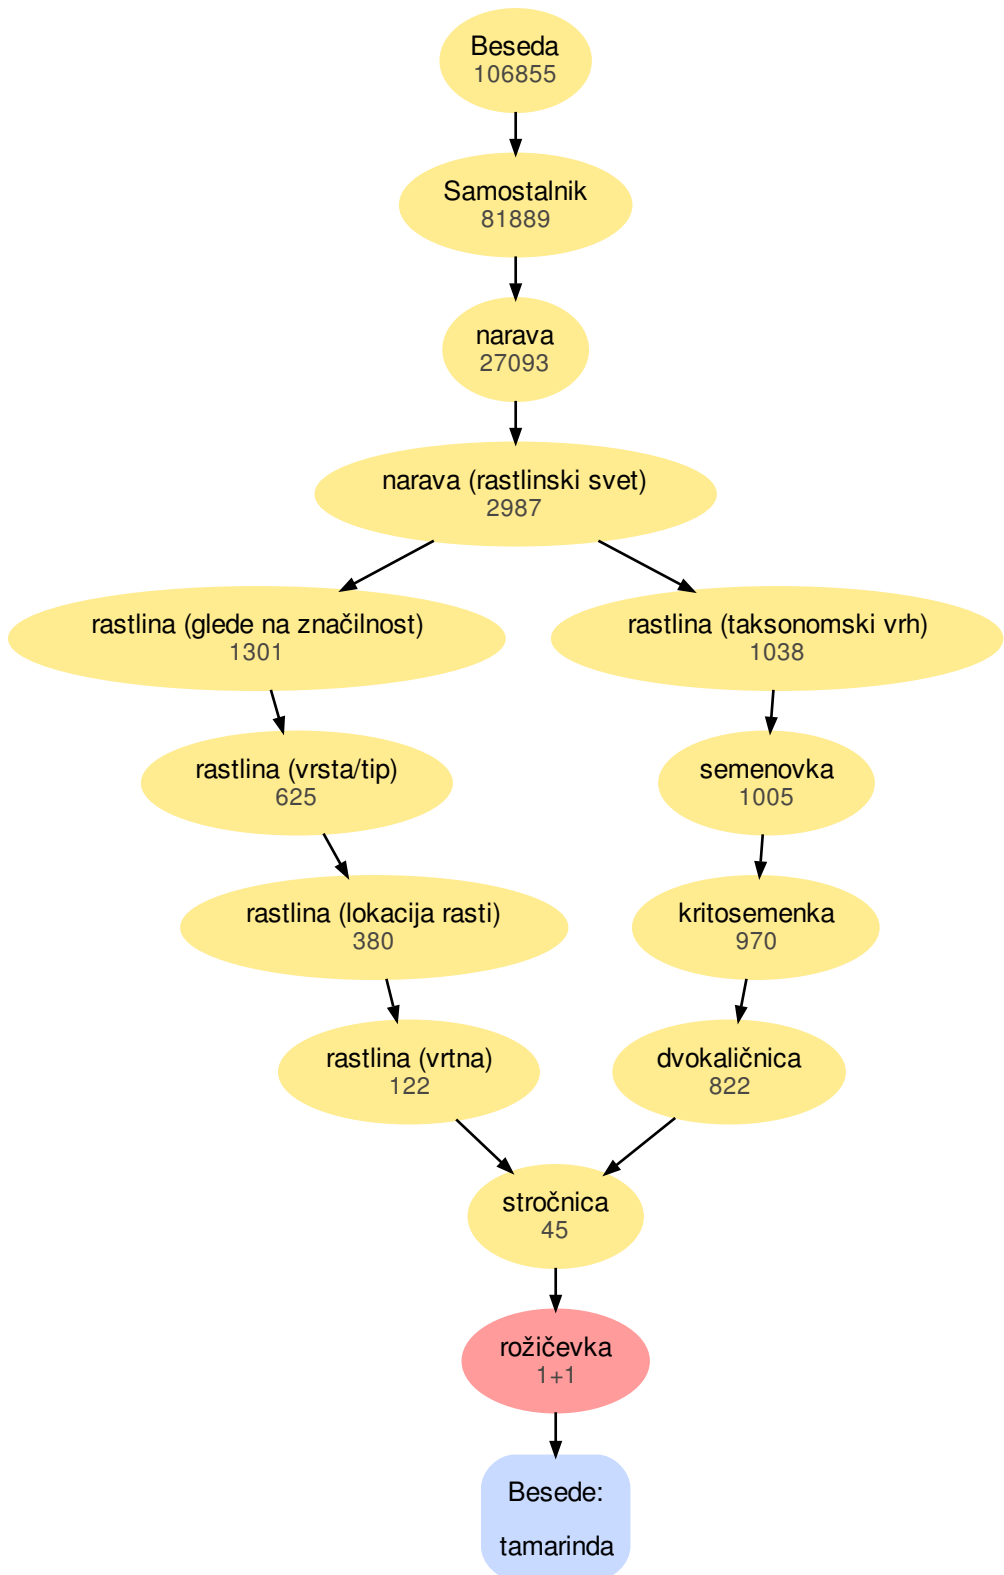 Beseda
106855
Samostalnik
81889
narava
27093
narava (rastlinski svet)
2987
rastlina (glede na značilnost)
1301
rastlina (taksonomski vrh)
1038
rastlina (vrsta/tip)
625
semenovka
1005
rastlina (lokacija rasti)
380
kritosemenka
970
rastlina (vrtna)
122
dvokaličnica
822
stročnica
45
rožičevka
1+1
Besede:
tamarinda